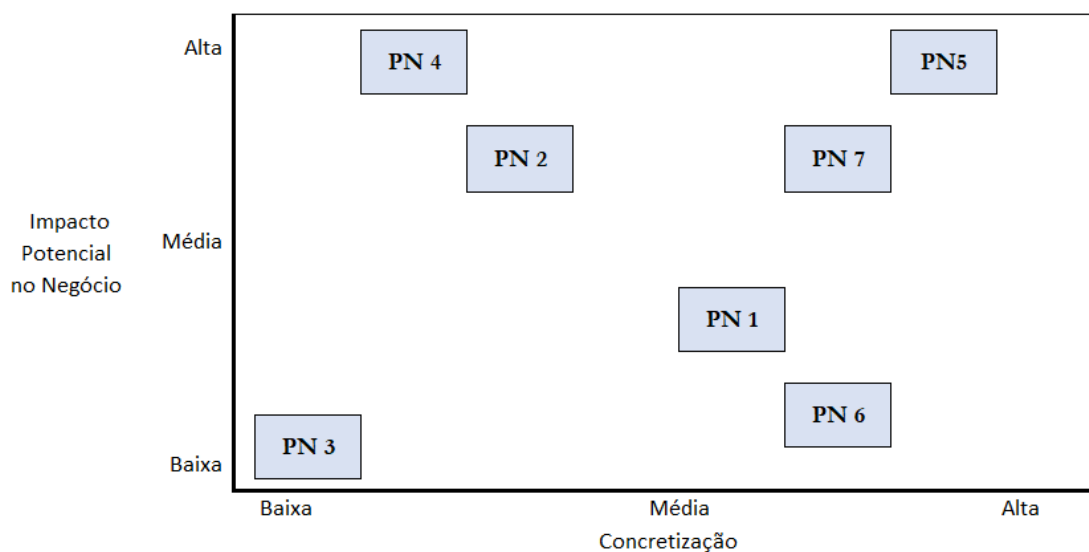 Alta
PN 4
PN5
PN 2
PN 7
Impacto
Potencial
no Negócio
Média
PN 1
PN 6
PN 3
Baixa
Baixa
Média
Alta
Concretização